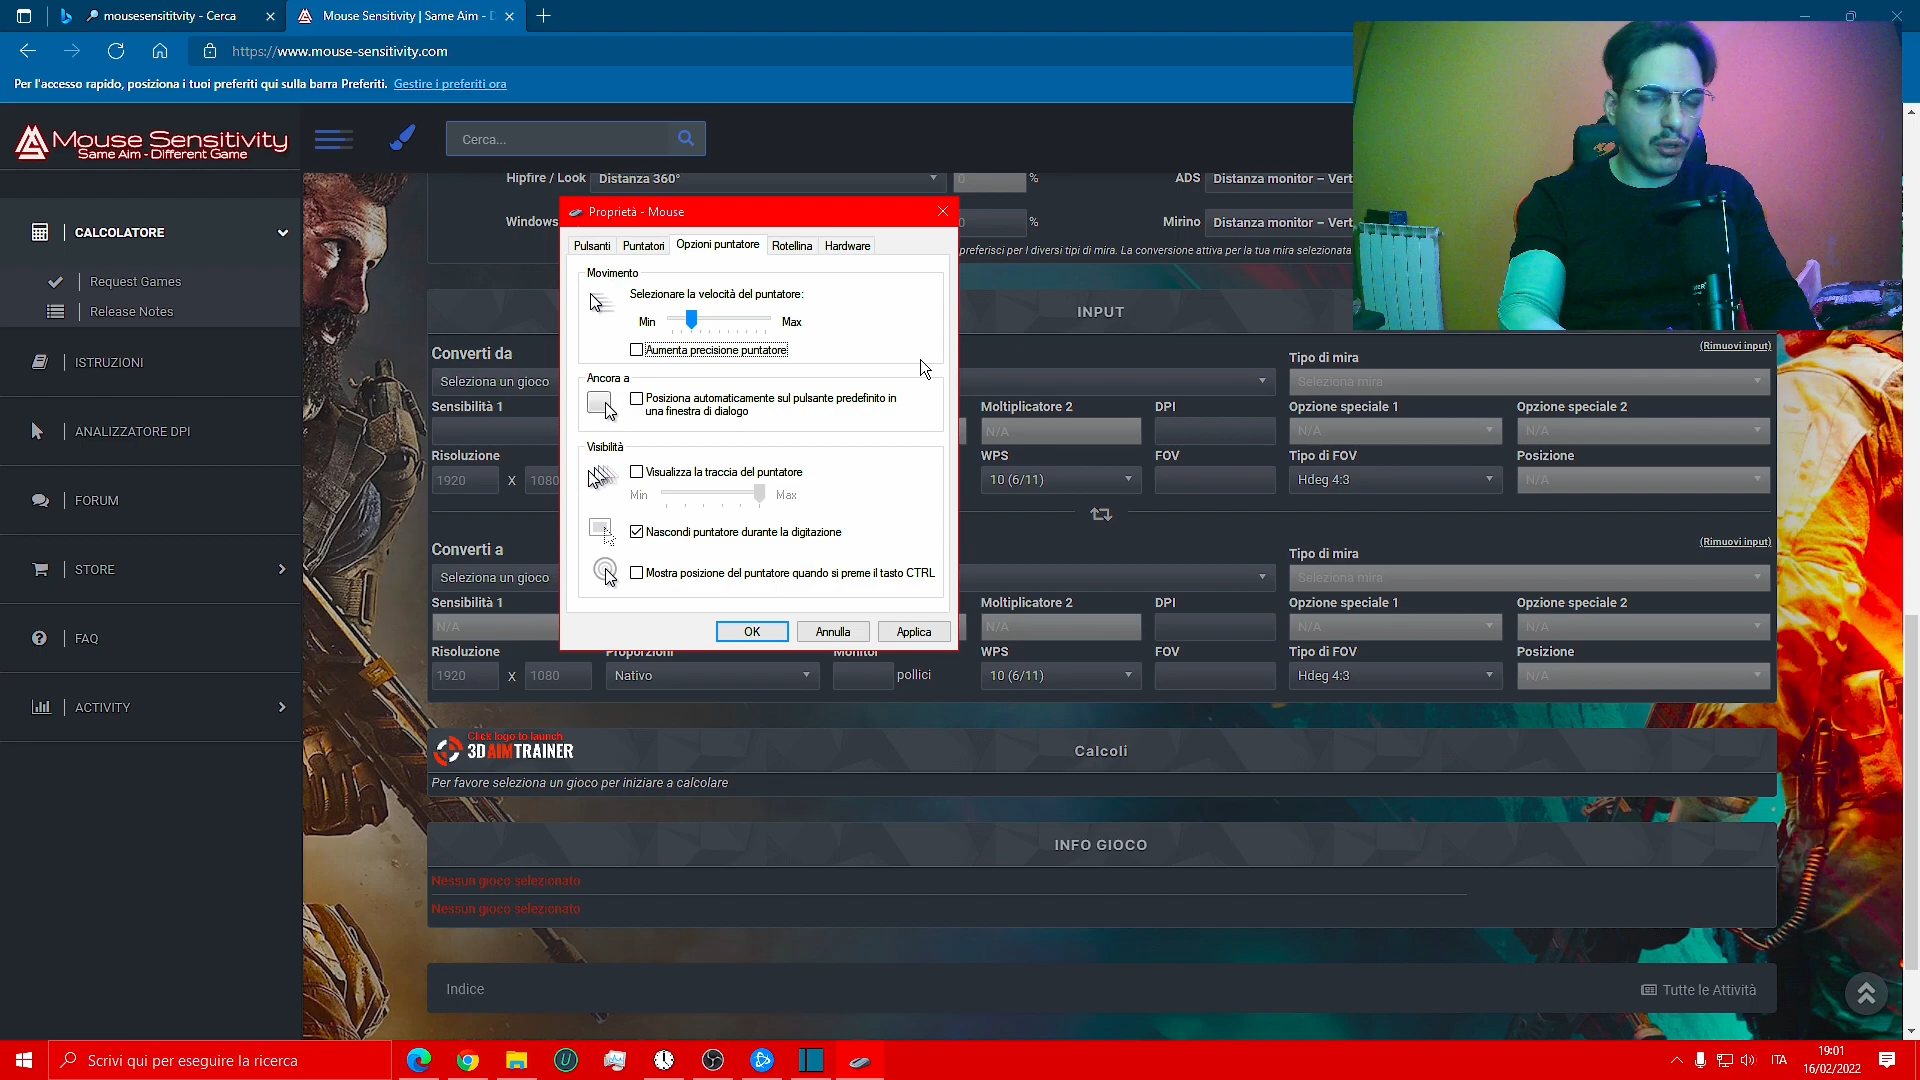 mousesensititvity - Cerca
Mouse Sensitivity | Same Aim - D
https://www.mouse-sensitivity.com
Per l'accesso rapido, posiziona i tuoi preferiti qui sulla barra Preferiti. Gestire i preferiti ora
Mouse Sensitivity
Same Aim - Different Game
Cerca...
Hipfire / Look
Distanza 360°
0
%
ADS
Distanza monitor – Vert
Windows
0
%
Mirino
Distanza monitor – Vert
preferisci per I diversi tipi di mira. La conversione attiva per la tua mira selezionata
CALCOLATORE
Request Games
Release Notes
ISTRUZIONI
ANALIZZATORE DPI
FORUM
STORE
FAQ
ACTIVITY
Proprietà - Mouse
Pulsanti
Puntatori
Opzioni puntatore
Rotellina
Hardware
Movimento
Selezionare la velocità del puntatore:
Min
Max
Aumenta precisione puntatore
Ancora a
Posiziona automaticamente sul pulsante predefinito in
una finestra di dialogo
Visibilità
Visualizza la traccia del puntatore
Min
Max
Nascondi puntatore durante la digitazione
Mostra posizione del puntatore quando si preme il tasto CTRL
OK
Annulla
Applica
INPUT
(Rimuovi input)
Converti da
Tipo di mira
Seleziona un gioco
Seleziona mira
Sensibilità 1
Moltiplicatore 2
DPI
Opzione speciale 1
Opzione speciale 2
N/A
N/A
N/A
Risoluzione
WPS
FOV
Tipo di FOV
Posizione
1920
X
1080
10 (6/11)
Hdeg 4:3
N/A
(Rimuovi input)
Converti a
Tipo di mira
Seleziona un gioco
Seleziona mira
Sensibilità 1
Moltiplicatore 2
DPI
Opzione speciale 1
Opzione speciale 2
N/A
N/A
N/A
N/A
Risoluzione
Proporzioni
Monitor
WPS
FOV
Tipo di FOV
Posizione
1920
X
1080
Nativo
pollici
10 (6/11)
Hdeg 4:3
N/A
Click logo to launch
3D AIM TRAINER
Calcoli
Per favore seleziona un gioco per iniziare a calcolare
INFO GIOCO
Nessun gioco selezionato
Nessun gioco selezionato
Indice
Tutte le Attività
Scrivi qui per eseguire la ricerca
ITA
19:01
16/02/2022